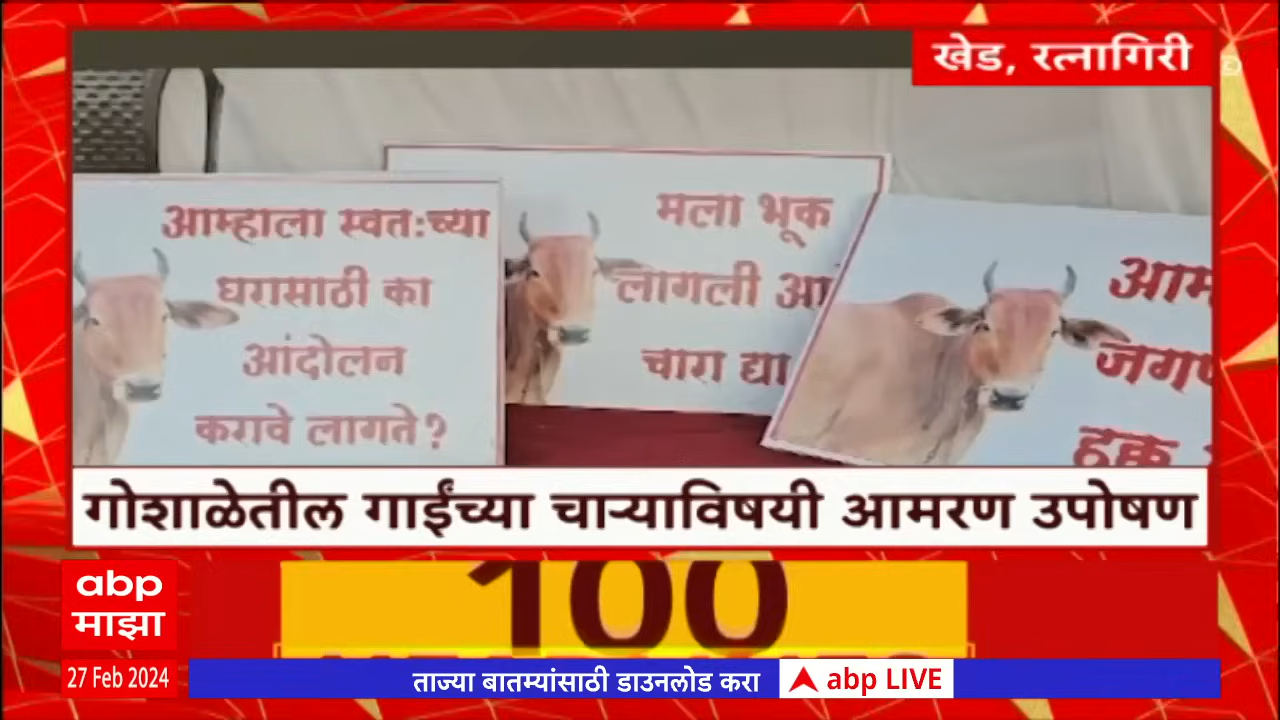 खेड, रत्नागिरी
आम्हाला स्वतःच्या
घरासाठी का
आंदोलन
करावे लागते?
मला भूक
लागली
चारा द्या
हक्क
गोशाळेतील गाईंच्या चाऱ्याविषयी आमरण उपोषण
100
abp
माझा
27 Feb 2024
ताज्या बातम्यांसाठी डाउनलोड करा
abp LIVE